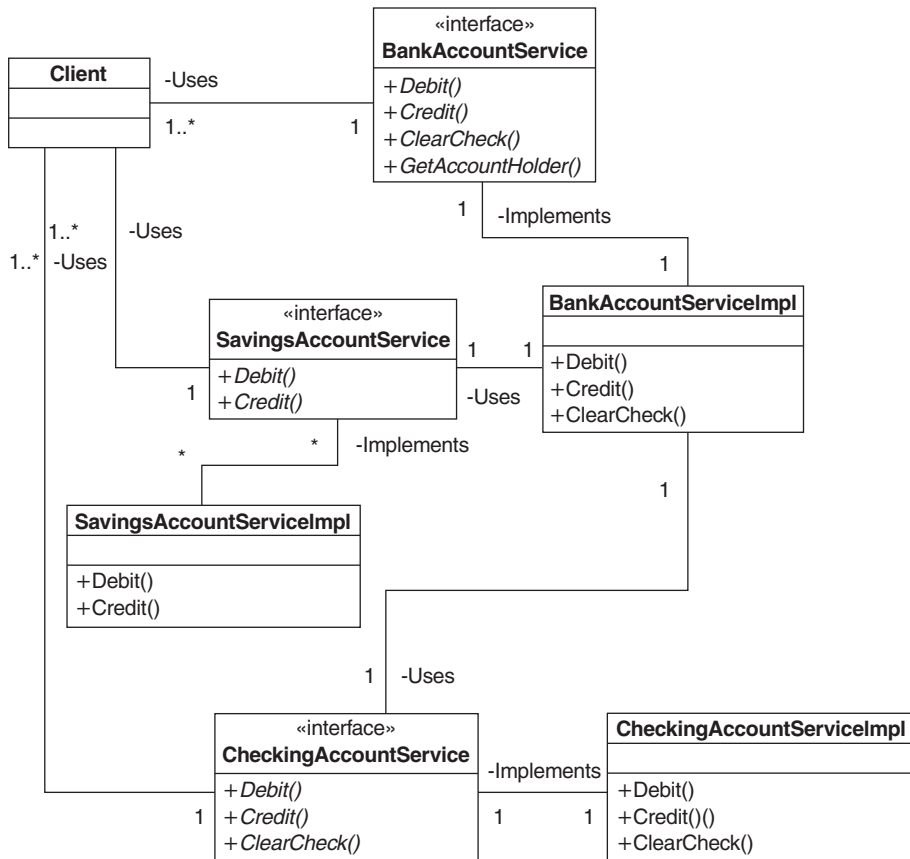 «interface»
BankAccountService
+Debit()
+Credit()
+ClearCheck()
+GetAccountHolder()
Client
-Uses
1..*
1
1
-Implements
1
1..*
-Uses
1..*
-Uses
«interface»
SavingsAccountService
+Debit()
+Credit()
1
1
1
-Uses
BankAccountServiceImpl
+Debit()
+Credit()
+ClearCheck()
*
*
-Implements
1
SavingsAccountServiceImpl
+Debit()
+Credit()
1
-Uses
«interface»
CheckingAccountService
+Debit()
+Credit()
+ClearCheck()
1
-Implements
1
1
CheckingAccountServiceImpl
+Debit()
+Credit()()
+ClearCheck()